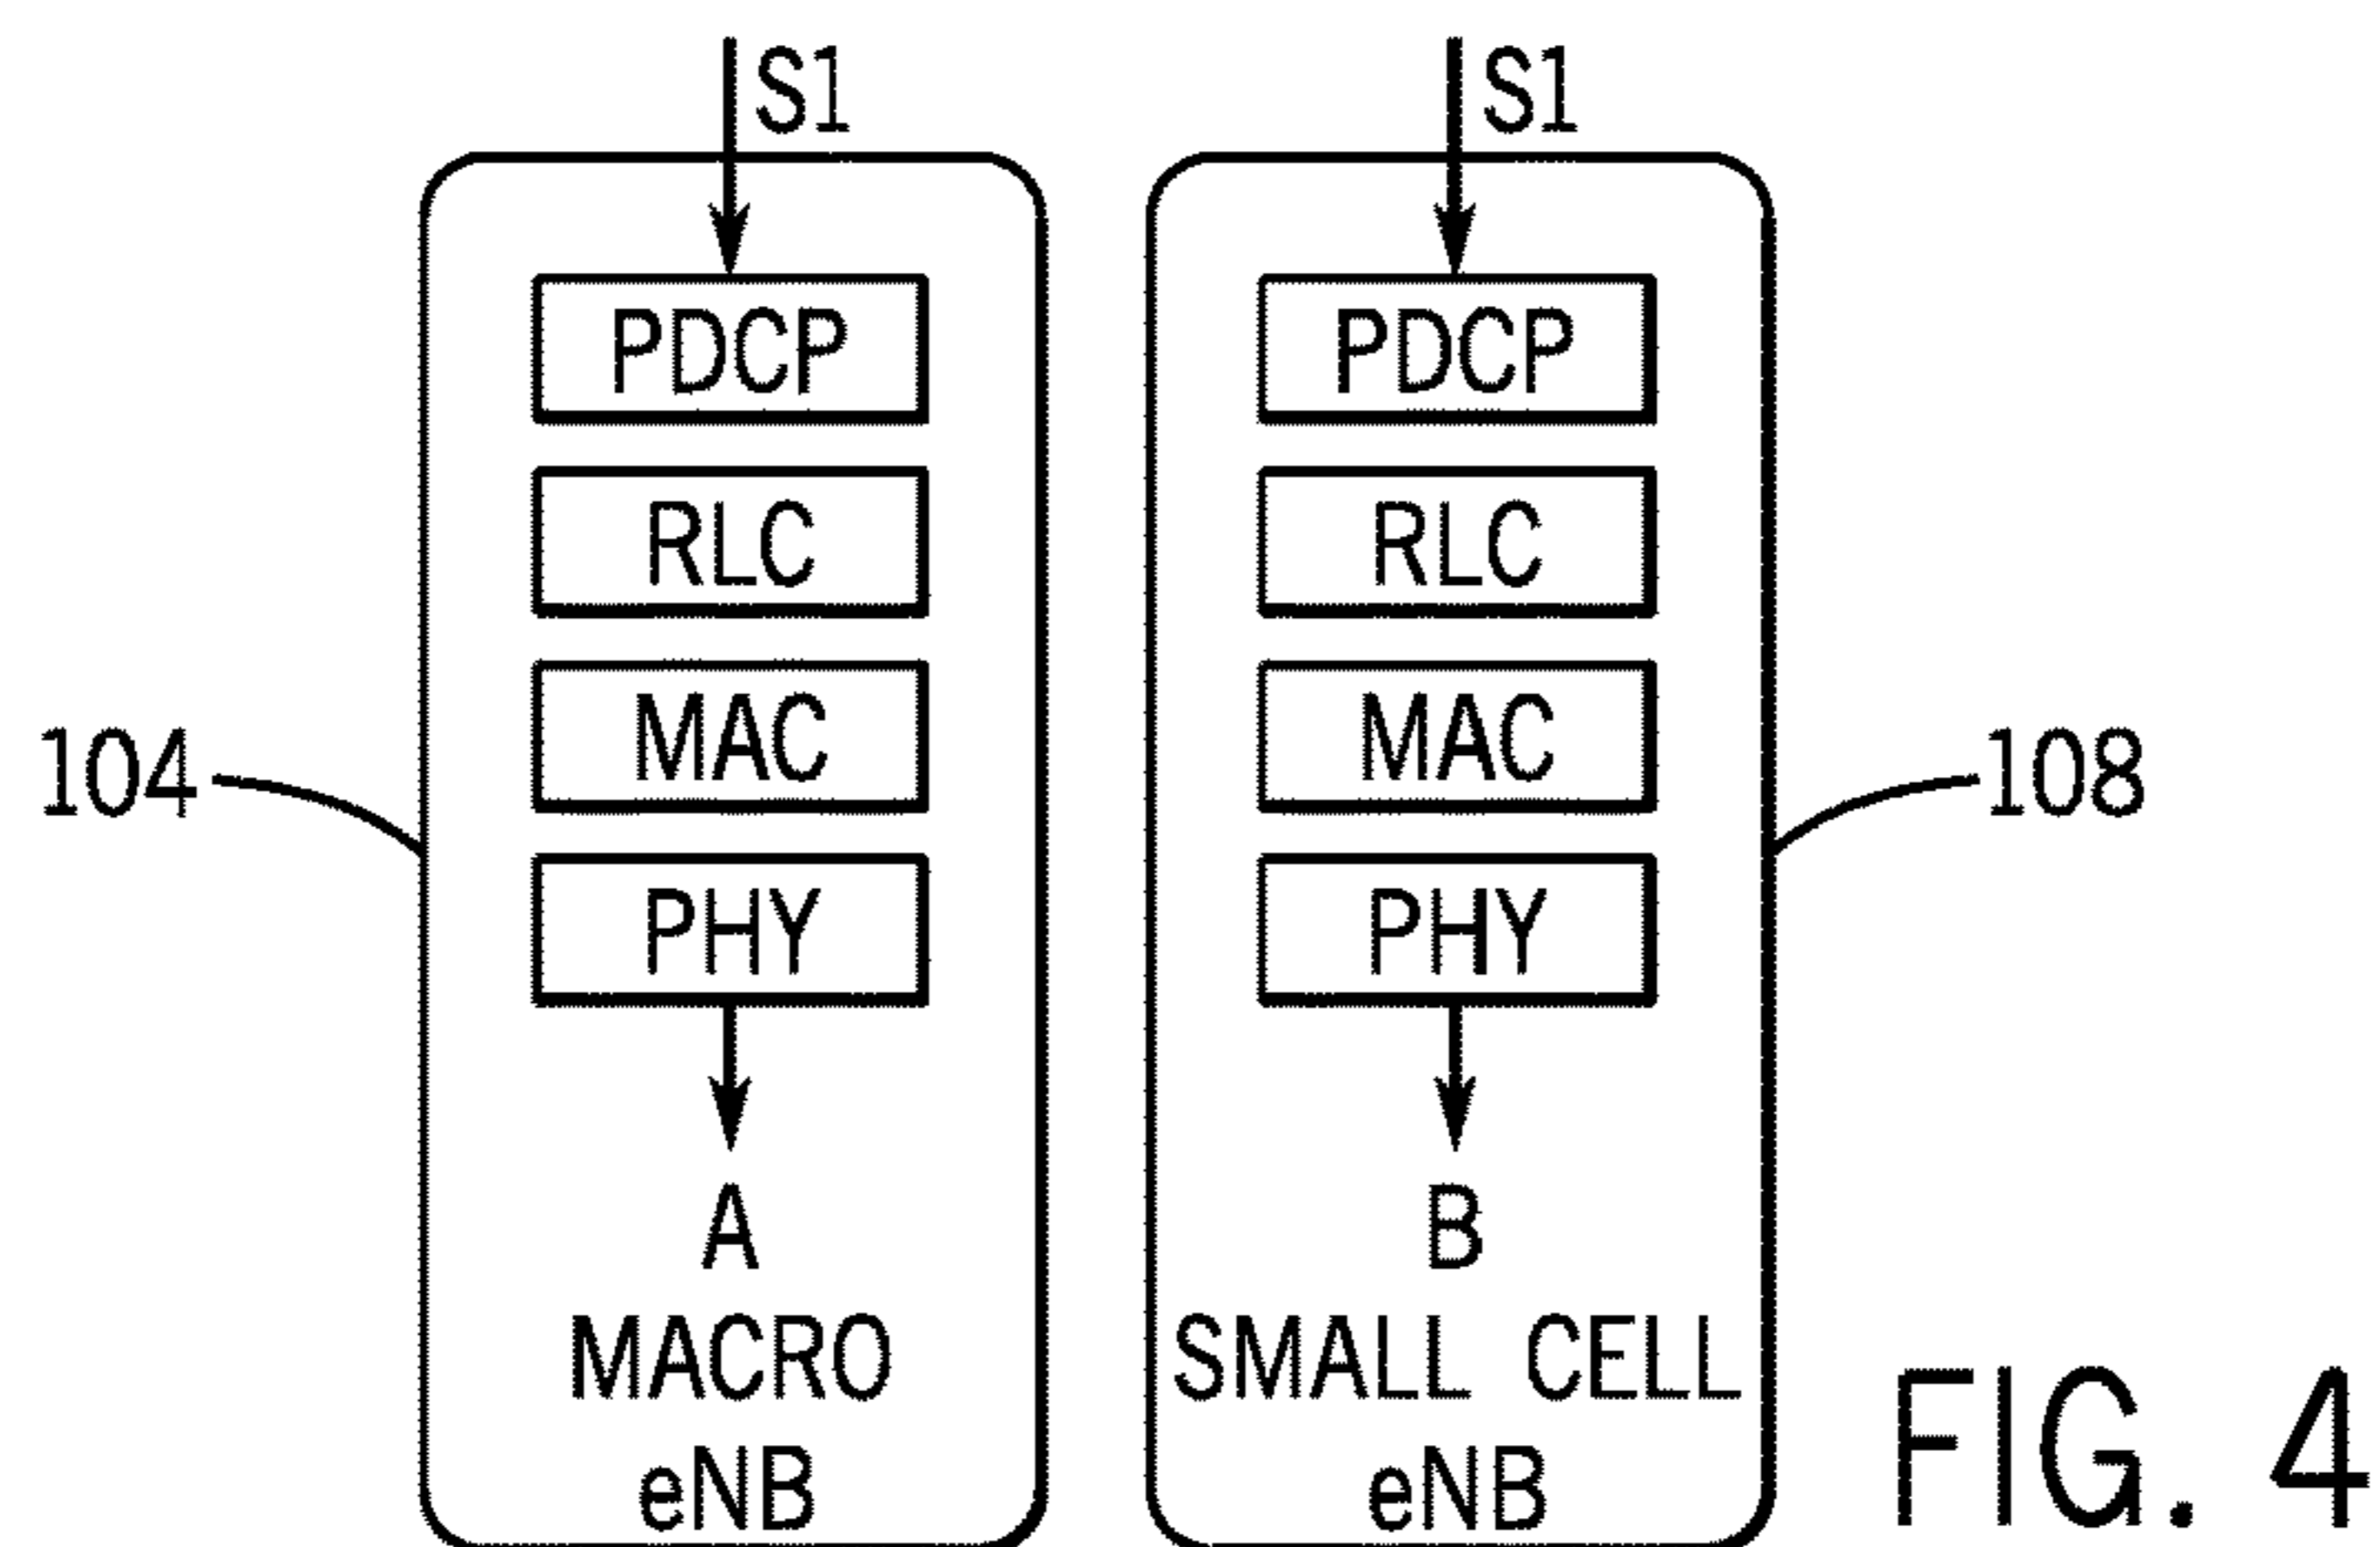 S1
S1
PDCP
PDCP
RLC
RLC
MAC
MAC
104
108
PHY
PHY
A
B
MACRO
SMALL CELL
eNB
eNB
FIG. 4